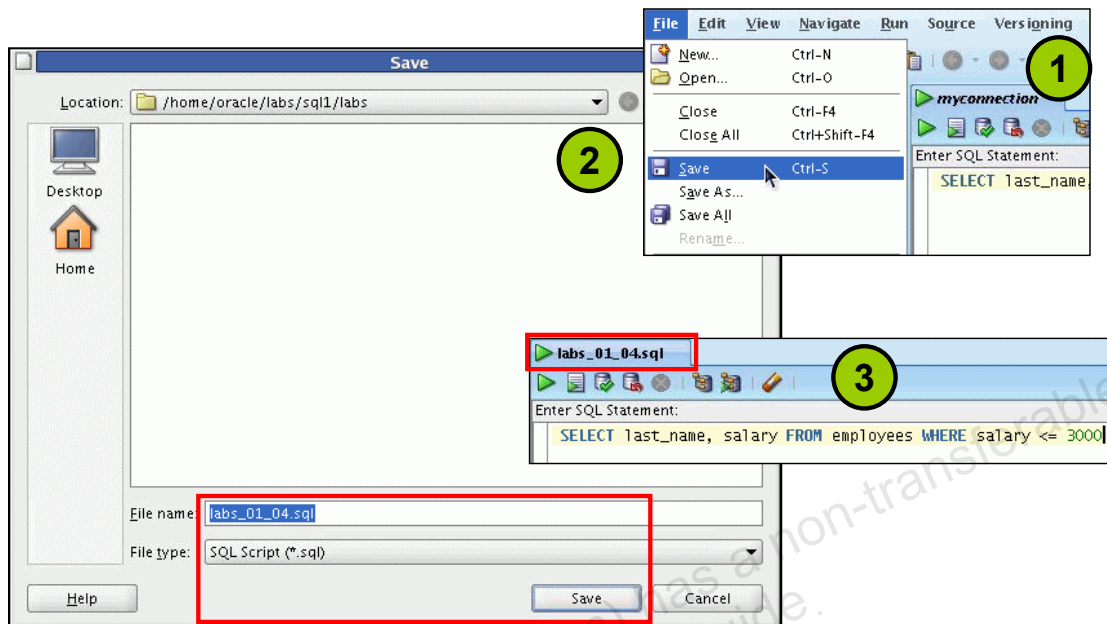 File Edit View Navigate Run Source Versioning
New... Ctrl-N
Open... Ctrl-O
Close Ctrl-F4
Close All Ctrl+Shift-F4
Save Ctrl-S
Save As...
Save All
Rename...
1
myconnection
Enter SQL Statement:
SELECT last_name,
Save
Location: /home/oracle/labs/sql1/labs
2
Desktop
Home
labs_01_04.sql
3
Enter SQL Statement:
SELECT last_name, salary FROM employees WHERE salary <= 3000
File name: labs_01_04.sql
File type: SQL Script (*.sql)
Help Save Cancel
has a non-transferable